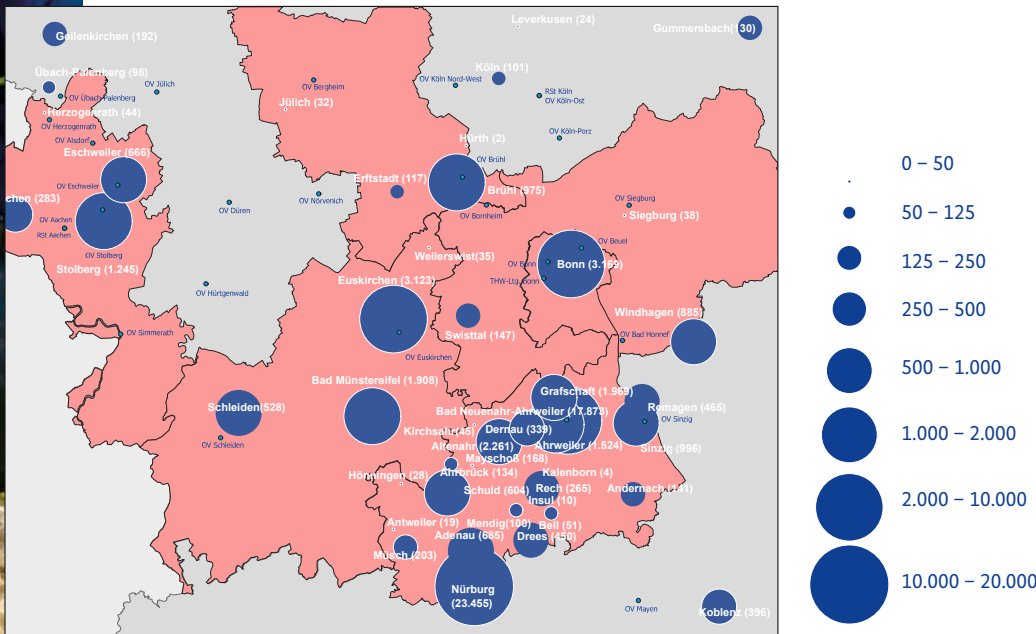 Leverkusen (24)
Gummersbach(130)
Geilenkirchen (192)
Köln (101)
Übach-Palenberg (98)
OV Köln Nord-West
OV Jülich
OV Bergheim
RSt Köln
OV Köln-Ost
OV Übach-Palenberg
Jülich (32)
Herzogenrath (44)
OV Herzogenrath
OV Köln-Porz
Hürth (2)
OV Alsdorf
Eschweiler (666)
OV Brühl
Erftstadt (117)
OV Eschweiler
Brühl (975)
chen (283)
OV Nörvenich
OV Düren
OV Bornheim
OV Siegburg
Siegburg (38)
OV Aachen
RSt Aachen
OV Beuel
OV Stolberg
Weilerswist(35)
OV Bonn
Bonn (3.169)
Stolberg (1.245)
Euskirchen (3.123)
THW-Ltg. Bonn
OV Hürtgenwald
Windhagen (885)
OV Simmerath
Swisttal (147)
OV Bad Honnef
OV Euskirchen
Bad Münstereifel (1.908)
Grafschaft (1.969)
Schleiden(528)
Bad Neuenahr-Ahrweiler (17.873)
Remagen (465)
OV Sinzig
Kirchsahr(45)
Dernau (339)
OV Schleiden
Altenahr(2.261)
Ahrweiler (1.524)
Sinzig (996)
Mayschoß (168)
Hönningen (28)
Ahrbrück (134)
Kalenborn (4)
Schuld (604)
Rech (265)
Andernach (141)
Insul (10)
Antweiler (19)
Mendig(100)
Bell (51)
Adenau (685)
Drees (450)
Müsch (203)
Nürburg
(23.455)
OV Mayen
Koblenz (396)
0 – 50
50 – 125
125 – 250
250 – 500
500 – 1.000
1.000 – 2.000
2.000 – 10.000
10.000 – 20.000